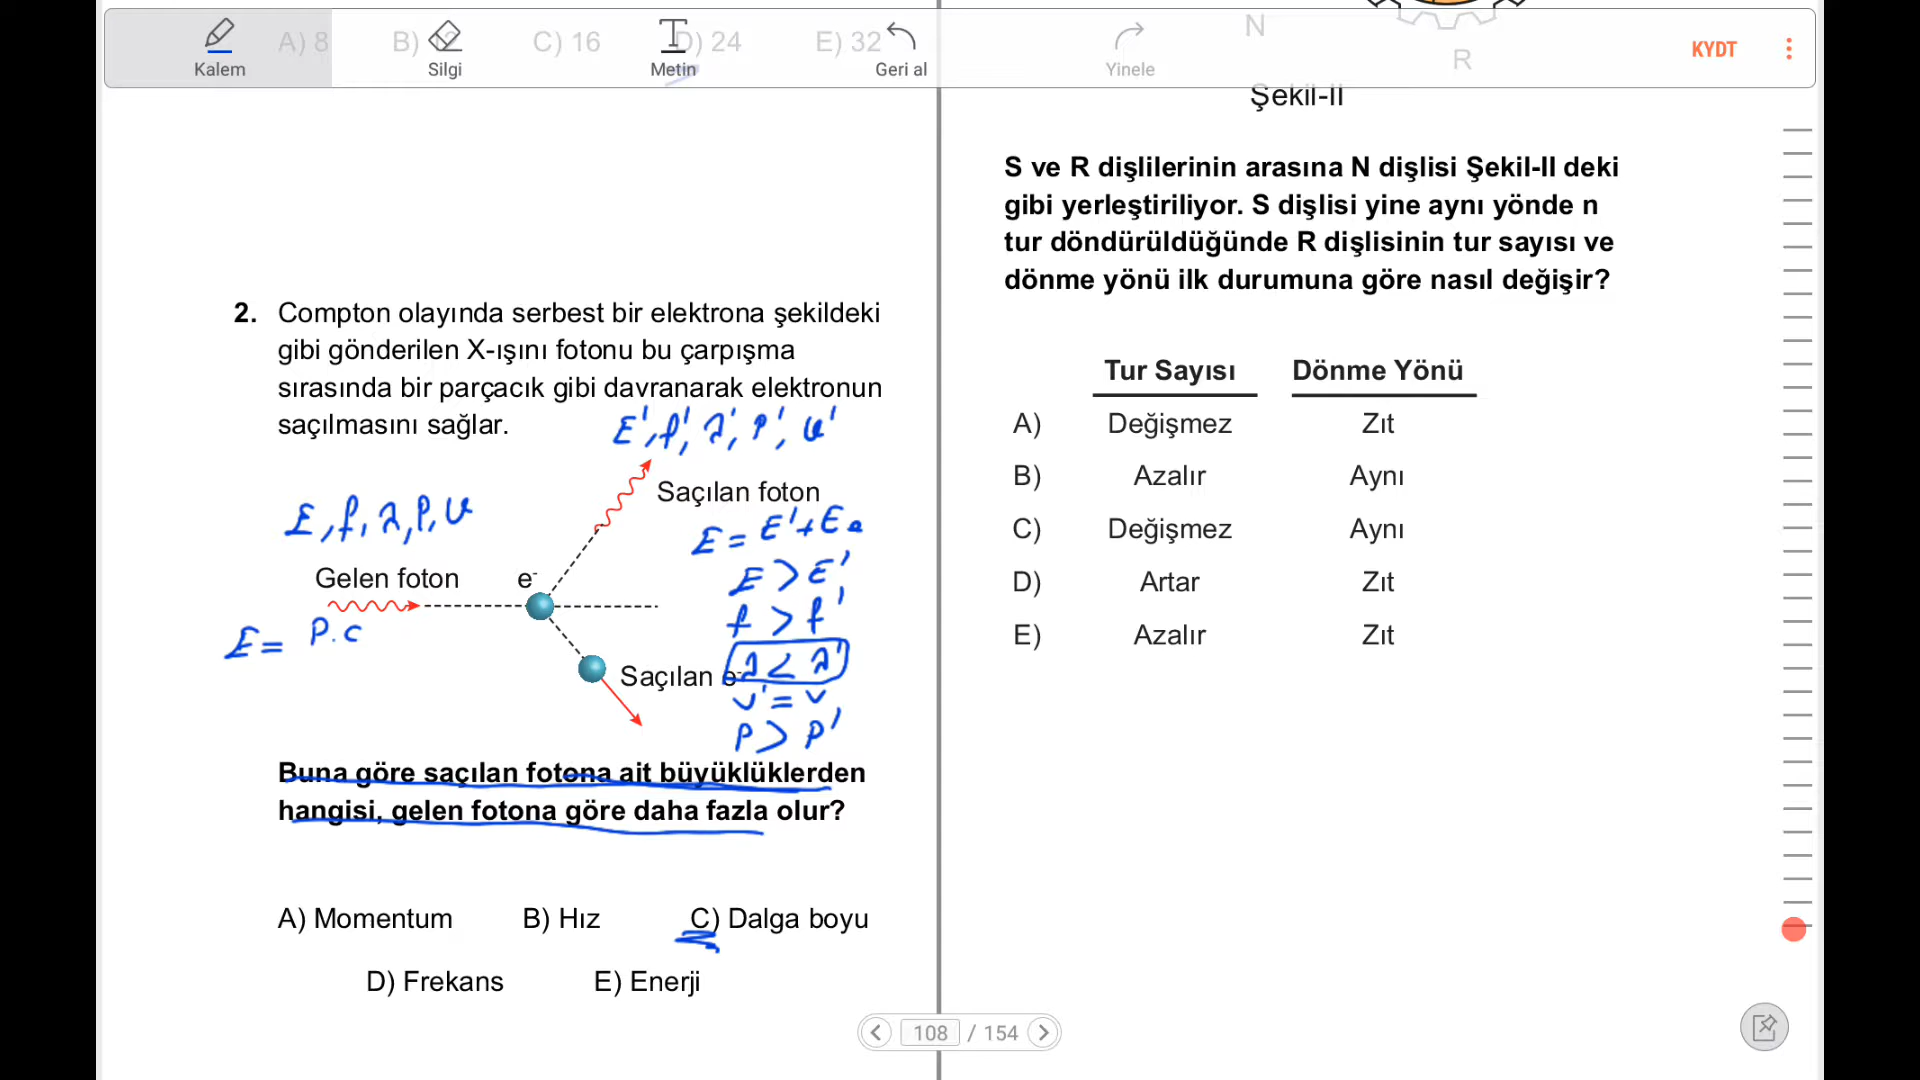 Kalem
Silgi
Metin
Geri al
Yinele
KYDT
A) 8 B) 12 C) 16 D) 24 E) 32
2. Compton olayında serbest bir elektrona şekildeki
gibi gönderilen X-ışını fotonu bu çarpışma
sırasında bir parçacık gibi davranarak elektronun
saçılmasını sağlar.
E', f', λ', P', v'
Saçılan foton
E, f, λ, P, v
E = E' + Ee
Gelen foton
e-
E > E'
f > f'
E = P.c
λ < λ'
Saçılan e-
v' = v
P > P'
Buna göre saçılan fotona ait büyüklüklerden
hangisi, gelen fotona göre daha fazla olur?
A) Momentum B) Hız C) Dalga boyu
D) Frekans E) Enerji
N
R
Şekil-II
S ve R dişlilerinin arasına N dişlisi Şekil-II deki
gibi yerleştiriliyor. S dişlisi yine aynı yönde n
tur döndürüldüğünde R dişlisinin tur sayısı ve
dönme yönü ilk durumuna göre nasıl değişir?
Tur Sayısı Dönme Yönü
A) Değişmez Zıt
B) Azalır Aynı
C) Değişmez Aynı
D) Artar Zıt
E) Azalır Zıt
108 / 154